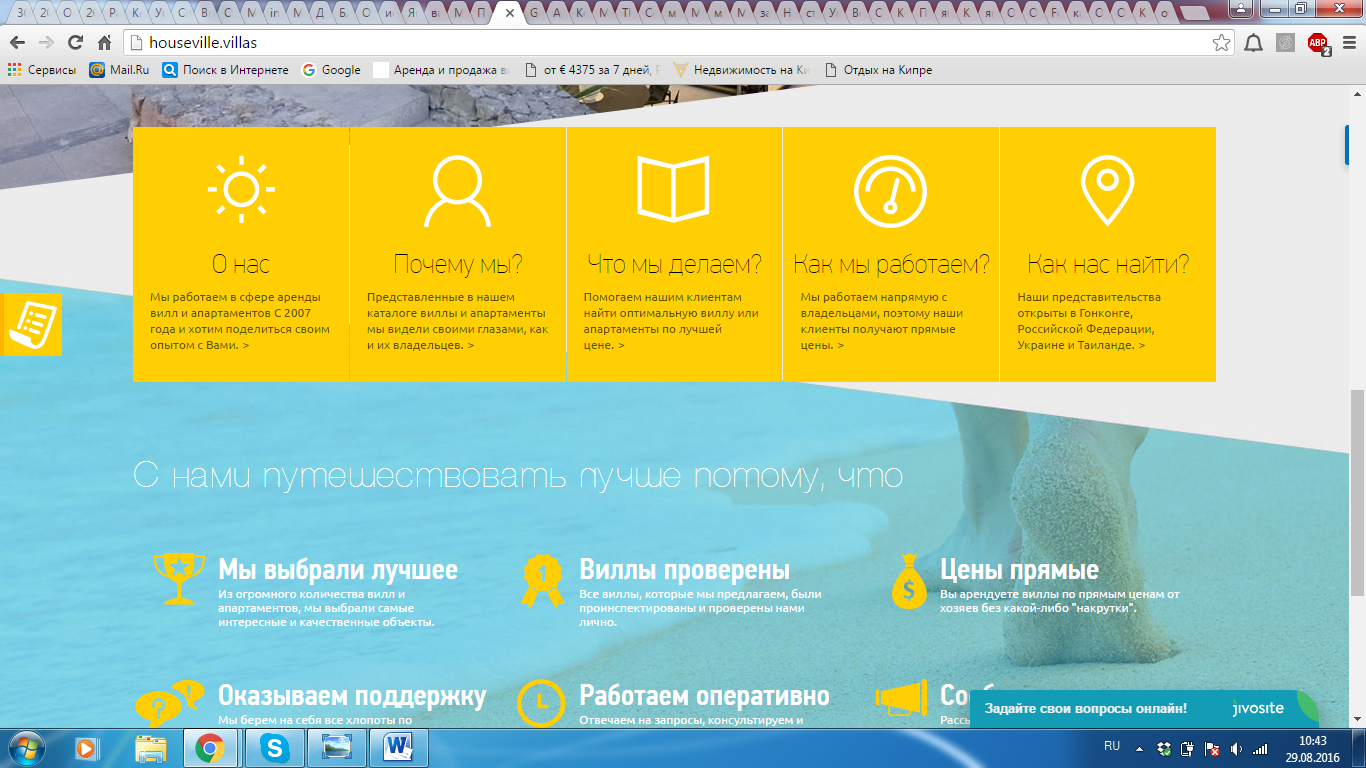 houseville.villas
ABP
2
Сервисы
Mail.Ru
Поиск в Интернете
Google
Аренда и продажа ви
от € 4375 за 7 дней,
Недвижимость на Ки
Отдых на Кипре
О нас
Мы работаем в сфере аренды
вилл и апартаментов С 2007
года и хотим поделиться своим
опытом с Вами. >
Почему мы?
Представленные в нашем
каталоге виллы и апартаменты
мы видели своими глазами, как
и их владельцев. >
Что мы делаем?
Помогаем нашим клиентам
найти оптимальную виллу или
апартаменты по лучшей
цене. >
Как мы работаем?
Мы работаем напрямую с
владельцами, поэтому наши
клиенты получают прямые
цены. >
Как нас найти?
Наши представительства
открыты в Гонконге,
Российской Федерации,
Украине и Таиланде. >
С нами путешествовать лучше потому, что
Мы выбрали лучшее
Из огромного количества вилл и
апартаментов, мы выбрали самые
интересные и качественные объекты.
1
Виллы проверены
Все виллы, которые мы предлагаем, были
проинспектированы и проверены нами
лично.
$
Цены прямые
Вы арендуете виллы по прямым ценам от
хозяев без какой-либо "накрутки".
Оказываем поддержку
Мы берем на себя все хлопоты по
Работаем оперативно
Отвечаем на запросы, консультируем и
Задайте свои вопросы онлайн!
jivosite
RU
10:43
29.08.2016